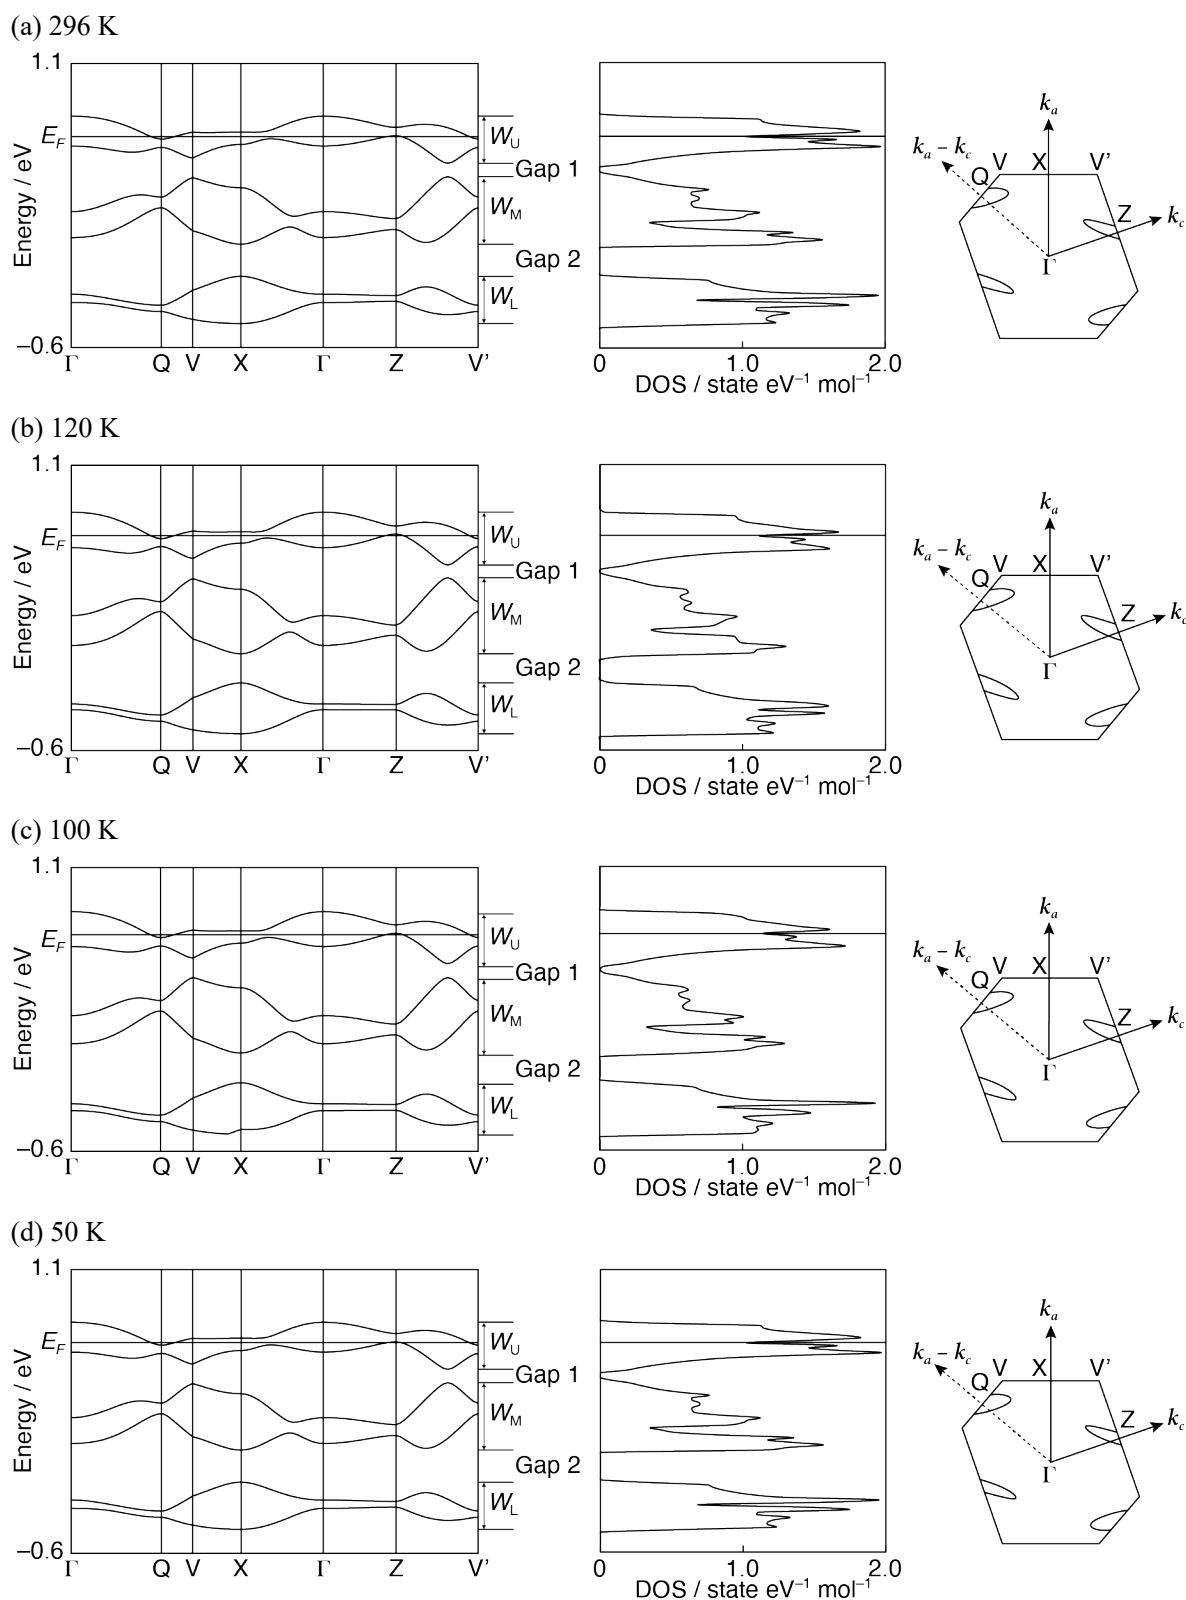 (a) 296 K
1.1
E_F
Energy / eV
–0.6
Γ Q V X Γ Z V'
W_U
Gap 1
W_M
Gap 2
W_L
0 1.0 2.0
DOS / state eV⁻¹ mol⁻¹
k_a
k_a – k_c
V X V'
Q
Z
k_c
Γ
(b) 120 K
1.1
E_F
Energy / eV
–0.6
Γ Q V X Γ Z V'
W_U
Gap 1
W_M
Gap 2
W_L
0 1.0 2.0
DOS / state eV⁻¹ mol⁻¹
k_a
k_a – k_c
V X V'
Q
Z
k_c
Γ
(c) 100 K
1.1
E_F
Energy / eV
–0.6
Γ Q V X Γ Z V'
W_U
Gap 1
W_M
Gap 2
W_L
0 1.0 2.0
DOS / state eV⁻¹ mol⁻¹
k_a
k_a – k_c
V X V'
Q
Z
k_c
Γ
(d) 50 K
1.1
E_F
Energy / eV
–0.6
Γ Q V X Γ Z V'
W_U
Gap 1
W_M
Gap 2
W_L
0 1.0 2.0
DOS / state eV⁻¹ mol⁻¹
k_a
k_a – k_c
V X V'
Q
Z
k_c
Γ